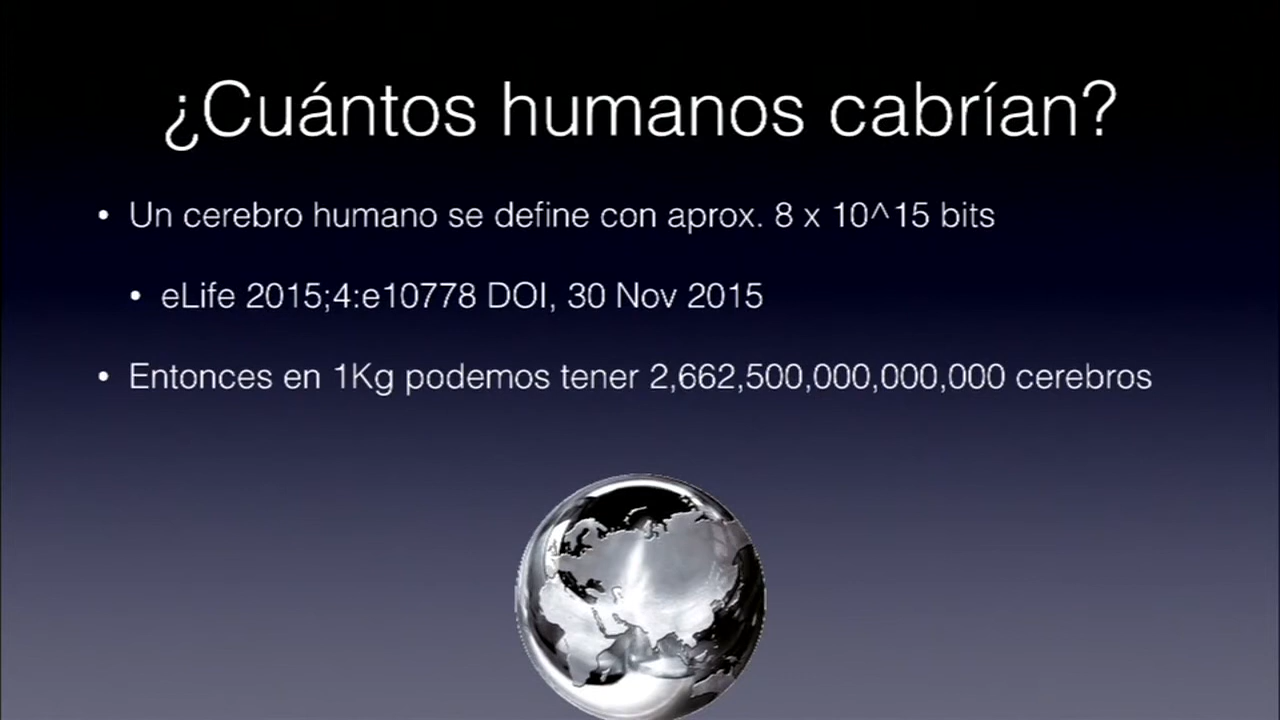 ¿Cuántos humanos cabrían?
• Un cerebro humano se define con aprox. 8 x 10^15 bits
• eLife 2015;4:e10778 DOI, 30 Nov 2015
• Entonces en 1Kg podemos tener 2,662,500,000,000,000 cerebros